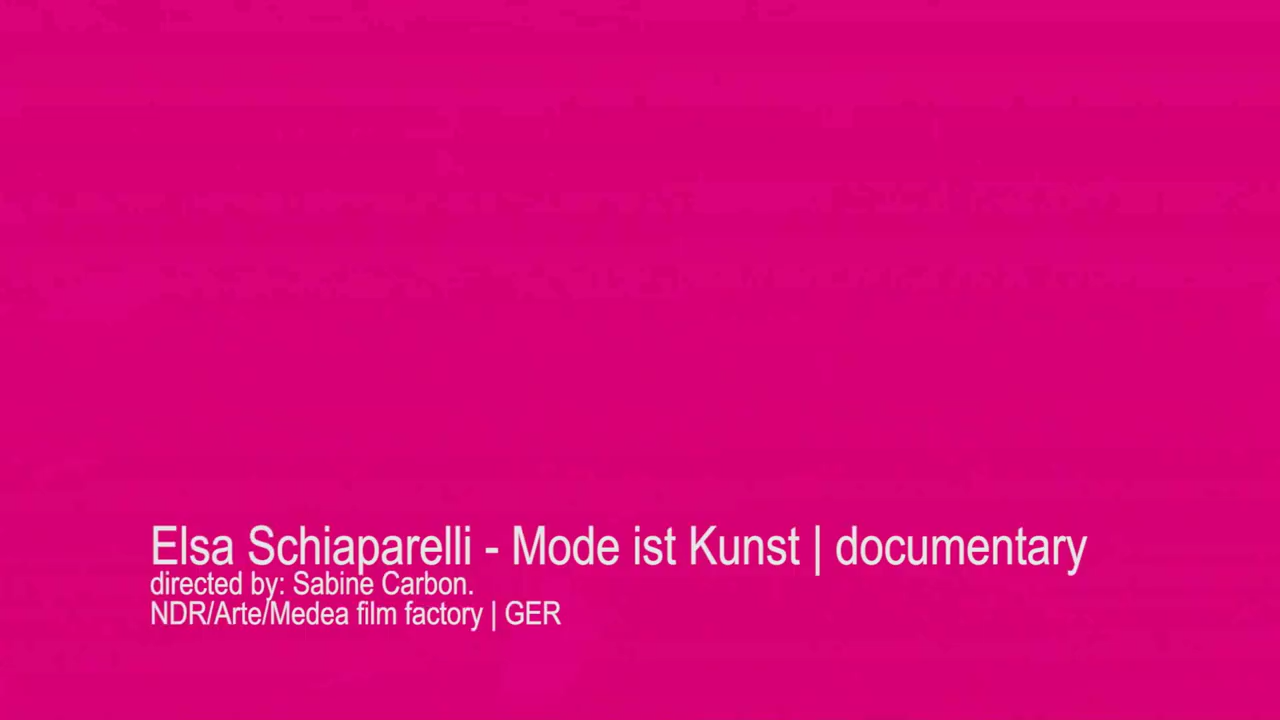 Elsa Schiaparelli - Mode ist Kunst | documentary
directed by: Sabine Carbon.
NDR/Arte/Medea film factory | GER